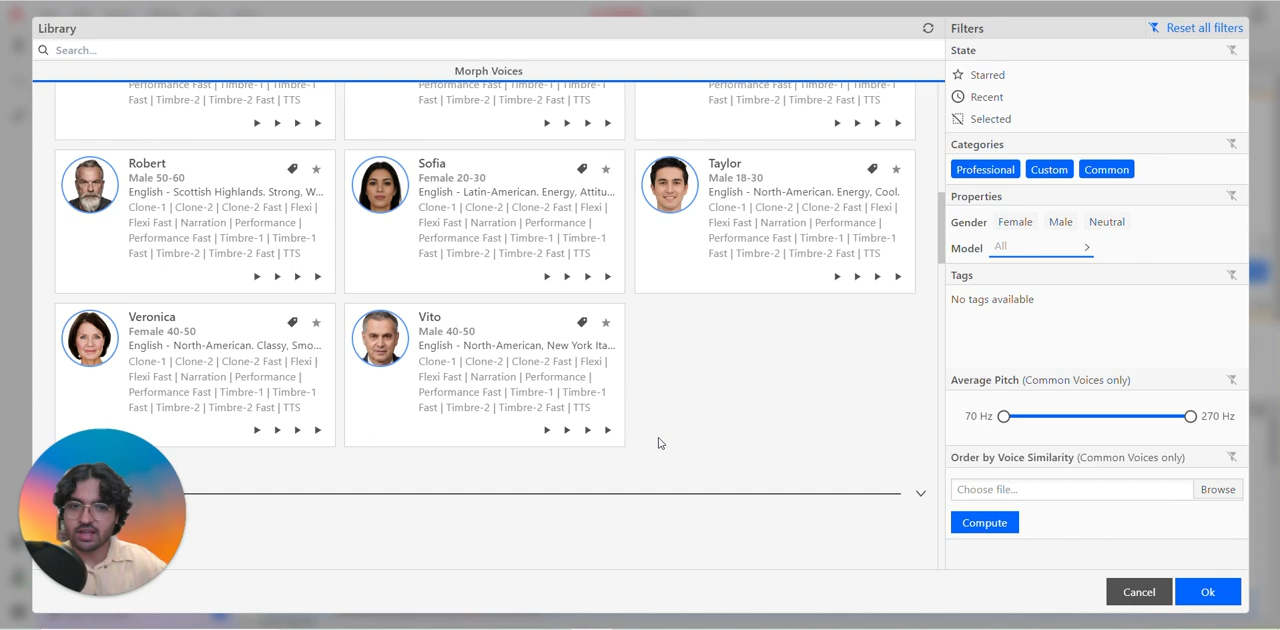 Library
Search...
Morph Voices
Performance Fast | Timbre-1 | Timbre-1
Fast | Timbre-2 | Timbre-2 Fast | TTS
Performance Fast | Timbre-1 | Timbre-1
Fast | Timbre-2 | Timbre-2 Fast | TTS
Performance Fast | Timbre-1 | Timbre-1
Fast | Timbre-2 | Timbre-2 Fast | TTS
Robert
Male 50-60
English - Scottish Highlands. Strong, W...
Clone-1 | Clone-2 | Clone-2 Fast | Flexi |
Flexi Fast | Narration | Performance |
Performance Fast | Timbre-1 | Timbre-1
Fast | Timbre-2 | Timbre-2 Fast | TTS
Sofia
Female 20-30
English - Latin-American. Energy, Attitu...
Clone-1 | Clone-2 | Clone-2 Fast | Flexi |
Flexi Fast | Narration | Performance |
Performance Fast | Timbre-1 | Timbre-1
Fast | Timbre-2 | Timbre-2 Fast | TTS
Taylor
Male 18-30
English - North-American. Energy, Cool.
Clone-1 | Clone-2 | Clone-2 Fast | Flexi |
Flexi Fast | Narration | Performance |
Performance Fast | Timbre-1 | Timbre-1
Fast | Timbre-2 | Timbre-2 Fast | TTS
Veronica
Female 40-50
English - North-American. Classy, Smo...
Clone-1 | Clone-2 | Clone-2 Fast | Flexi |
Flexi Fast | Narration | Performance |
Performance Fast | Timbre-1 | Timbre-1
Fast | Timbre-2 | Timbre-2 Fast | TTS
Vito
Male 40-50
English - North-American, New York Ita...
Clone-1 | Clone-2 | Clone-2 Fast | Flexi |
Flexi Fast | Narration | Performance |
Performance Fast | Timbre-1 | Timbre-1
Fast | Timbre-2 | Timbre-2 Fast | TTS
Filters
Reset all filters
State
Starred
Recent
Selected
Categories
Professional Custom Common
Properties
Gender Female Male Neutral
Model All
Tags
No tags available
Average Pitch (Common Voices only)
70 Hz 270 Hz
Order by Voice Similarity (Common Voices only)
Choose file... Browse
Compute
Cancel Ok